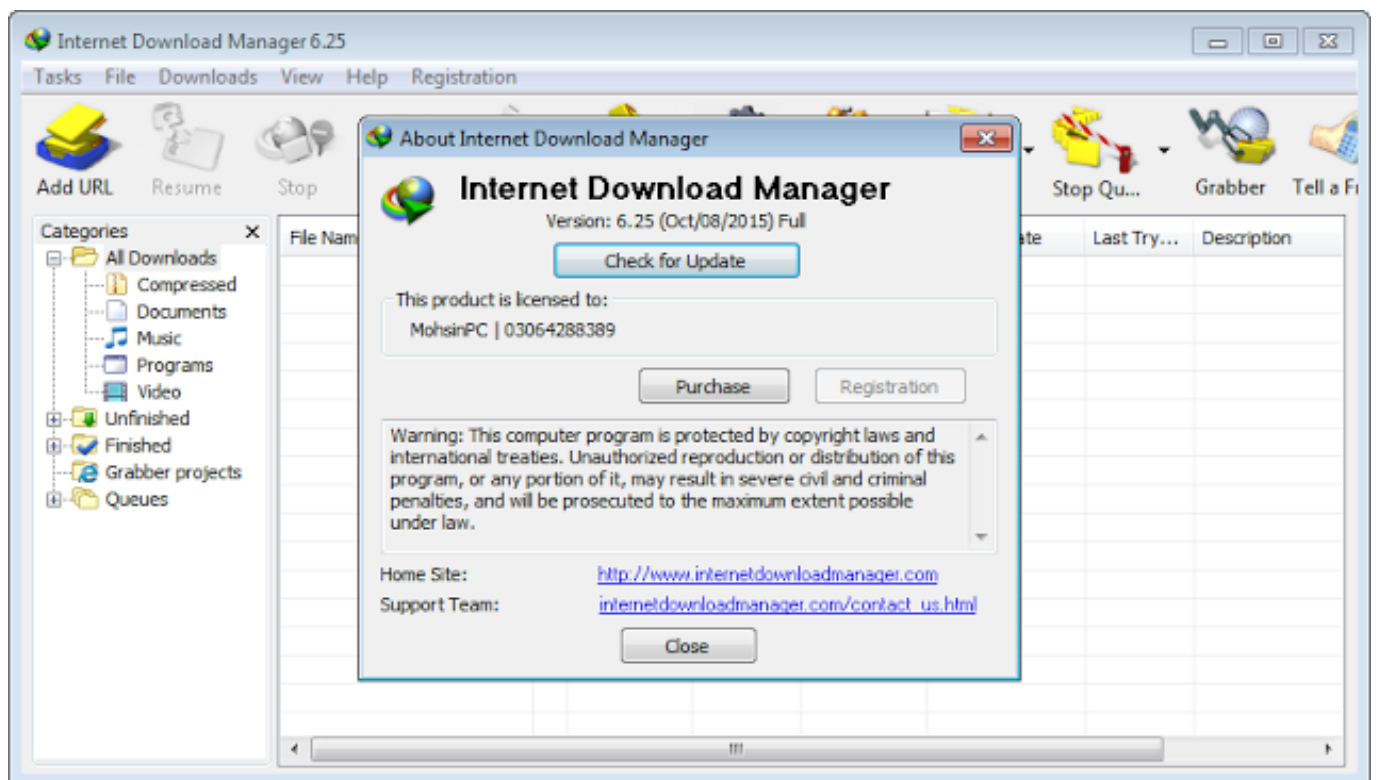 Internet Download Manager 6.25
Tasks File Downloads View Help Registration
Add URL Resume Stop Stop Qu... Grabber Tell a Fr
About Internet Download Manager
Internet Download Manager
Version: 6.25 (Oct/08/2015) Full
Check for Update
This product is licensed to:
MohsinPC | 03064288389
Purchase Registration
Warning: This computer program is protected by copyright laws and
international treaties. Unauthorized reproduction or distribution of this
program, or any portion of it, may result in severe civil and criminal
penalties, and will be prosecuted to the maximum extent possible
under law.
Home Site: http://www.internetdownloadmanager.com
Support Team: internetdownloadmanager.com/contact_us.html
Close
Categories
All Downloads
Compressed
Documents
Music
Programs
Video
Unfinished
Finished
Grabber projects
Queues
File Nam te Last Try... Description